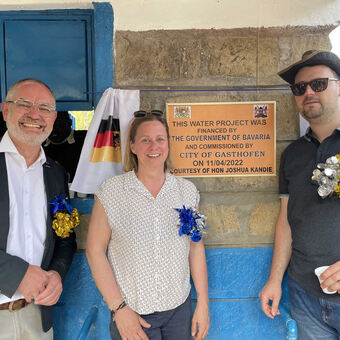 THIS WATER PROJECT WAS
FINANCED BY
THE GOVERNMENT OF BAVARIA
AND COMMISSIONED BY
CITY OF GASTHOFEN
ON 11/04/2022
COURTESY OF HON JOSHUA KANDIE